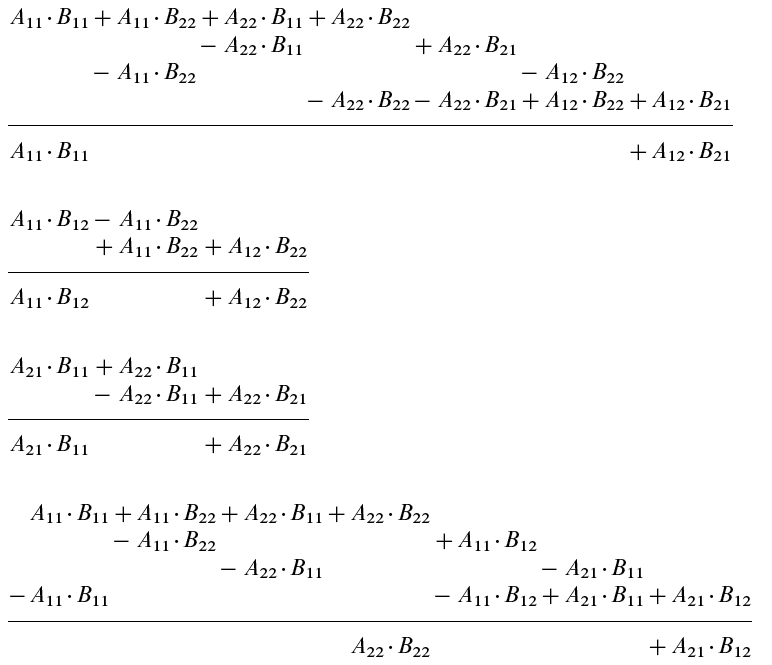 A₁₁·B₁₁ + A₁₁·B₂₂ + A₂₂·B₁₁ + A₂₂·B₂₂
− A₂₂·B₁₁ + A₂₂·B₂₁
− A₁₁·B₂₂ − A₁₂·B₂₂
− A₂₂·B₂₂ − A₂₂·B₂₁ + A₁₂·B₂₂ + A₁₂·B₂₁
A₁₁·B₁₁ + A₁₂·B₂₁
A₁₁·B₁₂ − A₁₁·B₂₂
+ A₁₁·B₂₂ + A₁₂·B₂₂
A₁₁·B₁₂ + A₁₂·B₂₂
A₂₁·B₁₁ + A₂₂·B₁₁
− A₂₂·B₁₁ + A₂₂·B₂₁
A₂₁·B₁₁ + A₂₂·B₂₁
A₁₁·B₁₁ + A₁₁·B₂₂ + A₂₂·B₁₁ + A₂₂·B₂₂
− A₁₁·B₂₂ + A₁₁·B₁₂
− A₂₂·B₁₁ − A₂₁·B₁₁
− A₁₁·B₁₁ − A₁₁·B₁₂ + A₂₁·B₁₁ + A₂₁·B₁₂
A₂₂·B₂₂ + A₂₁·B₁₂